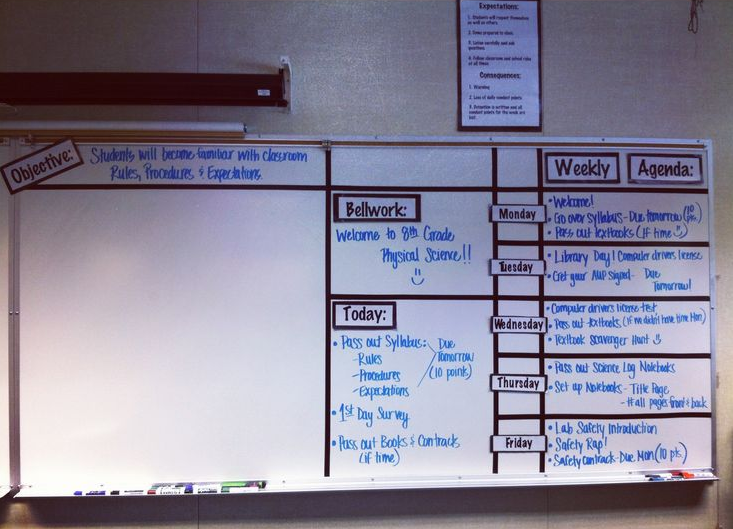 Expectations:
1. Students will respect themselves as well as others.
2. Come prepared to class.
3. Listen carefully and ask questions.
4. Follow classroom and school rules at all times.
Consequences:
1. Warning
2. Loss of daily conduct points.
3. Detention is written and all conduct points for the week are lost.
Objective:
Students will become familiar with classroom
Rules, Procedures & Expectations.
Bellwork:
Welcome to 8th Grade
Physical Science!!
Today:
• Pass out Syllabus:
-Rules
-Procedures
-Expectations
Due
Tomorrow
(10 points)
• 1st Day Survey
• Pass out Books & Contracts
(if time)
Weekly Agenda:
Monday
• Welcome!
• Go over Syllabus - Due tomorrow (10 pts.)
• Pass out Textbooks (if time)
Tuesday
• Library Day! Computer drivers license
• Get your AUP signed - Due
Tomorrow!
Wednesday
• Computer drivers license test
• Pass out textbooks (if we didn't have time Mon)
• Textbook Scavenger Hunt
Thursday
• Pass out Science Log Notebooks
• Set up Notebooks - Title Page
- # all pages front & back
Friday
• Lab Safety Introduction
• Safety Rap!
• Safety Contract - Due Mon (10 pts.)